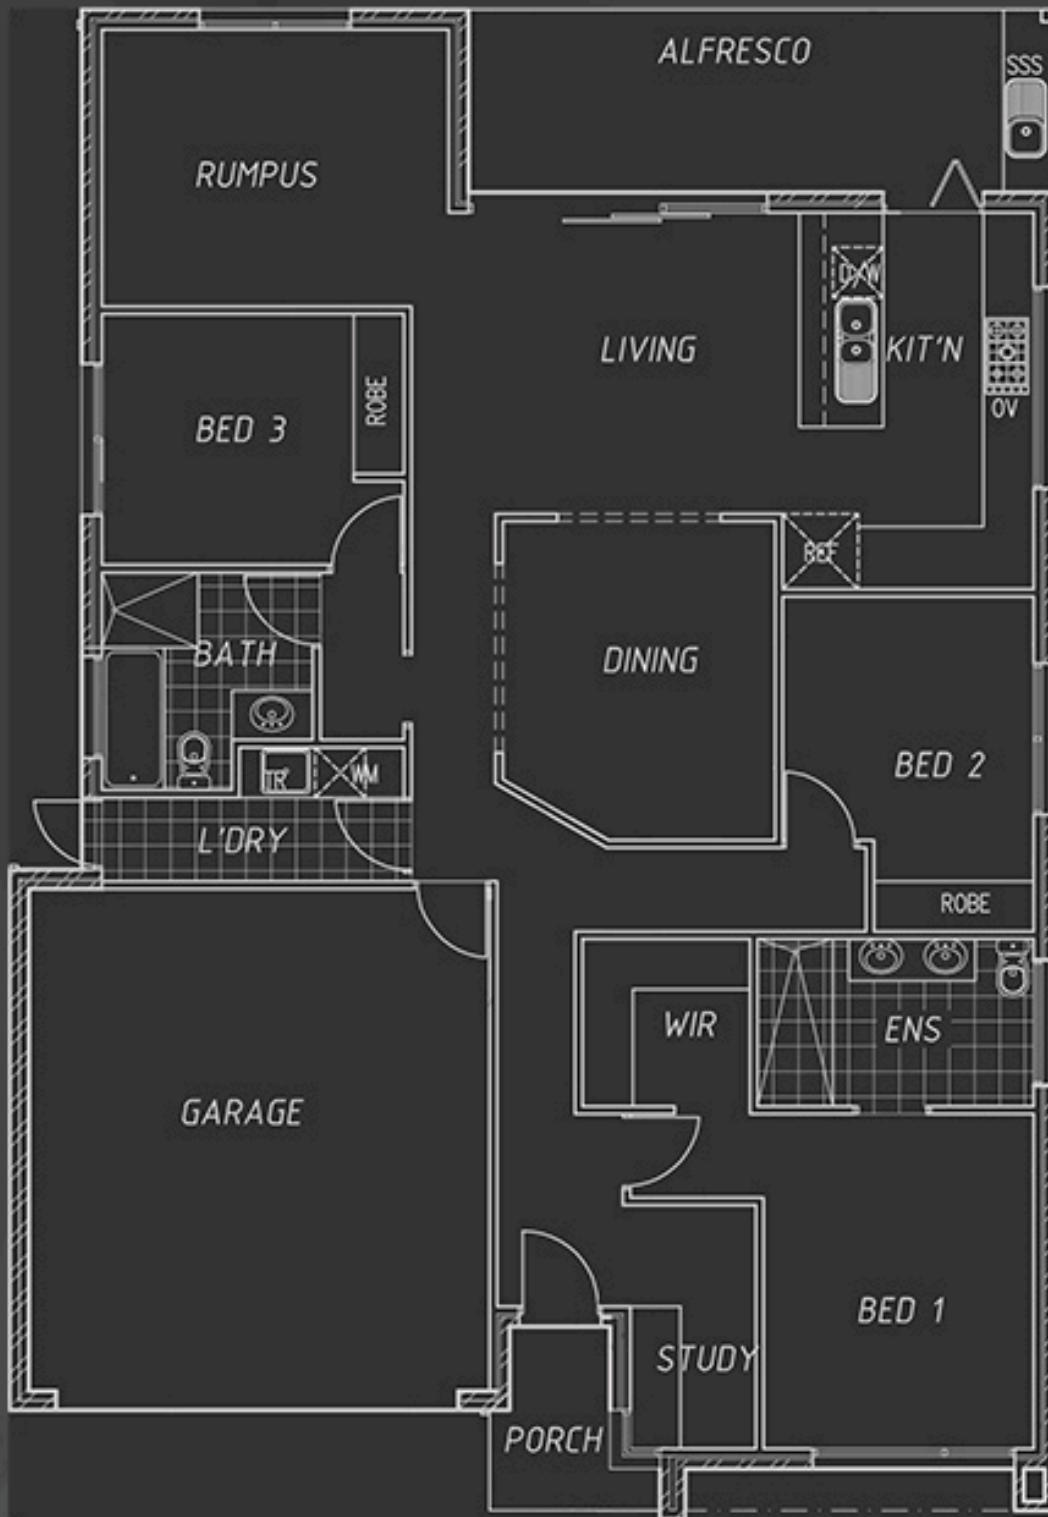 ALFRESCO
SSS
RUMPUS
D/W
LIVING
KIT'N
ROBE
OV
BED 3
REF
BATH
DINING
BED 2
TR
WM
L'DRY
ROBE
WIR
ENS
GARAGE
BED 1
STUDY
PORCH